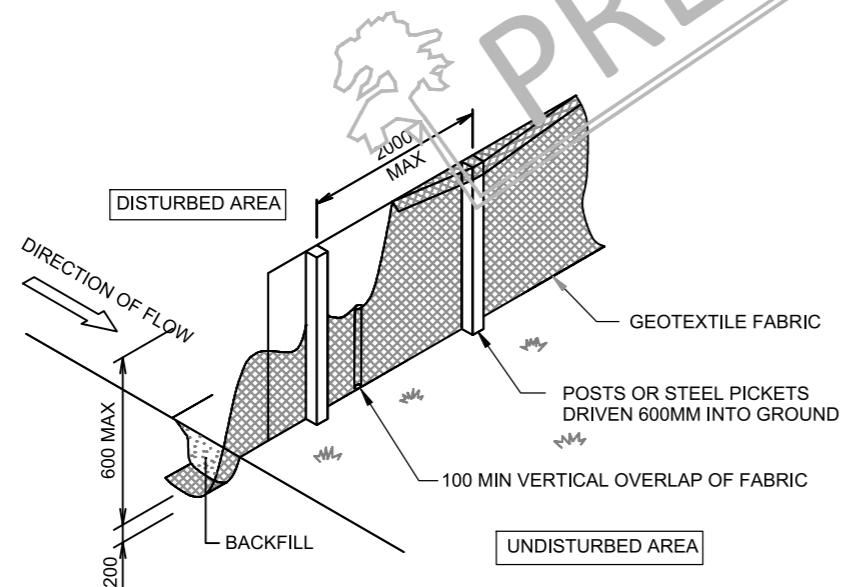 PRE
2000
MAX
DISTURBED AREA
DIRECTION OF FLOW
GEOTEXTILE FABRIC
POSTS OR STEEL PICKETS
DRIVEN 600MM INTO GROUND
600 MAX
100 MIN VERTICAL OVERLAP OF FABRIC
BACKFILL
UNDISTURBED AREA
200